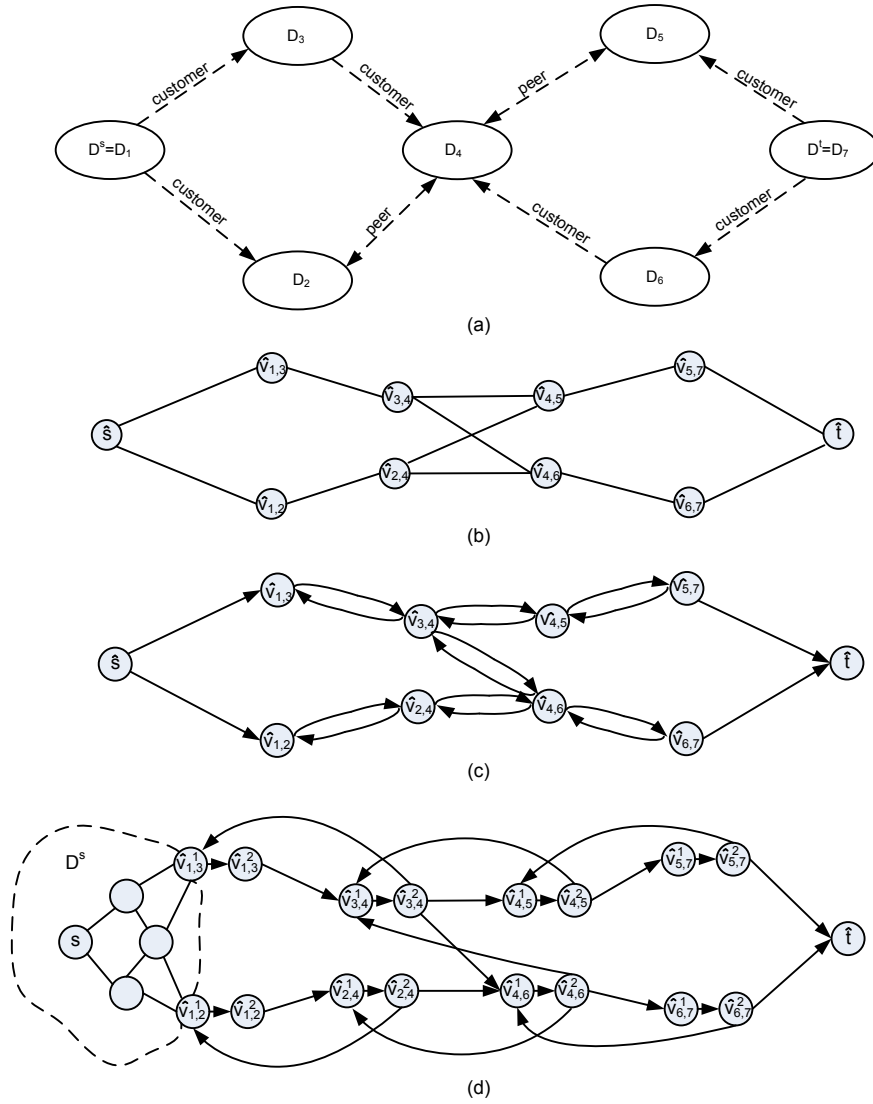 D₃
D₅
customer
customer
peer
customer
Dˢ=D₁
D₄
Dᵗ=D₇
customer
peer
customer
customer
D₂
D₆
(a)
v̂₁,₃
v̂₅,₇
v̂₃,₄
v̂₄,₅
ŝ
t̂
v̂₂,₄
v̂₄,₆
v̂₁,₂
v̂₆,₇
(b)
v̂₁,₃
v̂₅,₇
v̂₃,₄
v̂₄,₅
ŝ
t̂
v̂₂,₄
v̂₄,₆
v̂₁,₂
v̂₆,₇
(c)
Dˢ
v̂¹₁,₃
v̂²₁,₃
v̂¹₅,₇
v̂²₅,₇
v̂¹₃,₄
v̂²₃,₄
v̂¹₄,₅
v̂²₄,₅
s
t̂
v̂¹₂,₄
v̂²₂,₄
v̂¹₄,₆
v̂²₄,₆
v̂¹₁,₂
v̂²₁,₂
v̂¹₆,₇
v̂²₆,₇
(d)